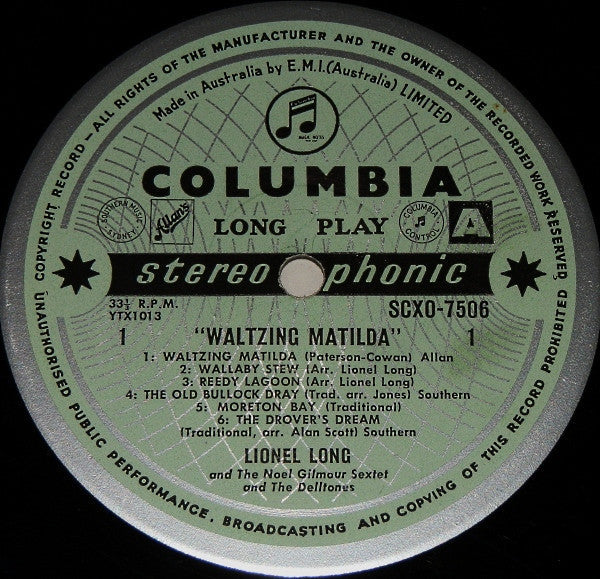 COPYRIGHT RECORD — ALL RIGHTS OF THE MANUFACTURER AND THE OWNER OF THE RECORDED WORK RESERVED.
UNAUTHORISED PUBLIC PERFORMANCE, BROADCASTING AND COPYING OF THIS RECORD PROHIBITED
Made in Australia by E.M.I.(Australia) LIMITED
Columbia
MAGIC NOTES
COLUMBIA
SOUTHERN MUSIC SYDNEY
Allans
LONG PLAY
COLUMBIA CONTROL
A
stereo phonic
33⅓ R.P.M.
SCXO-7506
YTX1013
1 "WALTZING MATILDA" 1
1: WALTZING MATILDA (Paterson-Cowan) Allan
2: WALLABY STEW (Arr. Lionel Long)
3: REEDY LAGOON (Arr. Lionel Long)
4: THE OLD BULLOCK DRAY (Trad. arr. Jones) Southern
5: MORETON BAY (Traditional)
6: THE DROVER'S DREAM
(Traditional, arr. Alan Scott) Southern
LIONEL LONG
and The Noel Gilmour Sextet
and The Delltones